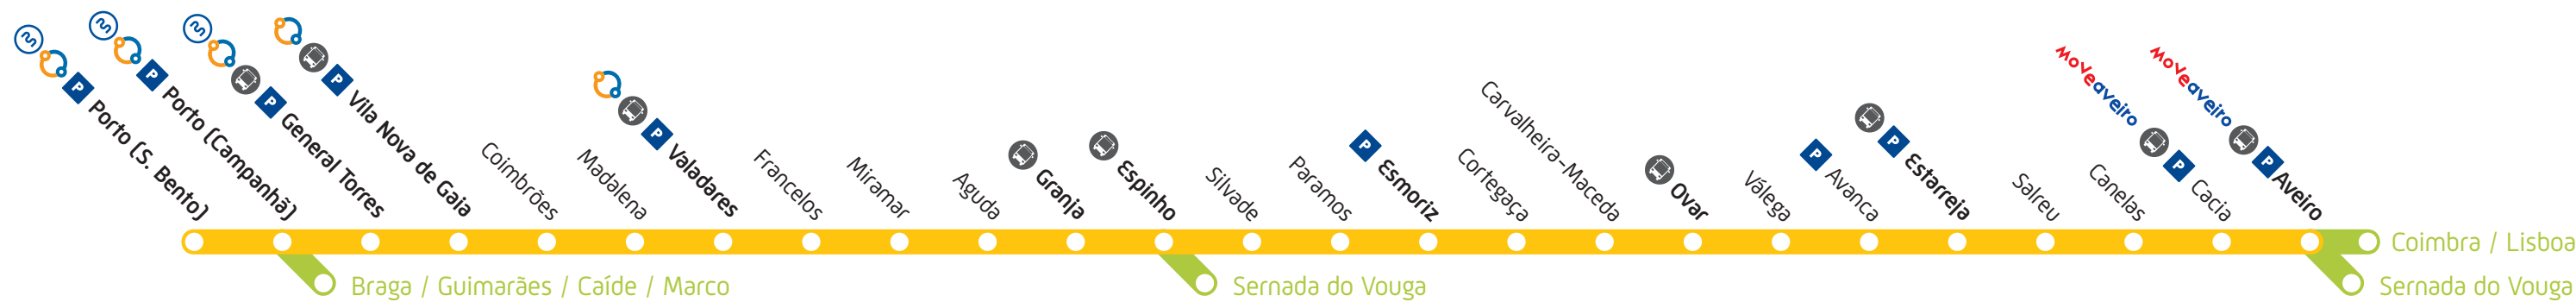 P Porto (S. Bento)
P Porto (Campanhã)
P General Torres
P Vila Nova de Gaia
Coimbrões
Madalena
P Valadares
Francelos
Miramar
Aguda
Granja
Espinho
Silvade
Paramos
P Esmoriz
Cortegaça
Carvalheira-Maceda
Ovar
Válega
P Avanca
P Estarreja
Salreu
Canelas
Moveaveiro P Cacia
Moveaveiro P Aveiro
Coimbra / Lisboa
Braga / Guimarães / Caíde / Marco
Sernada do Vouga
Sernada do Vouga